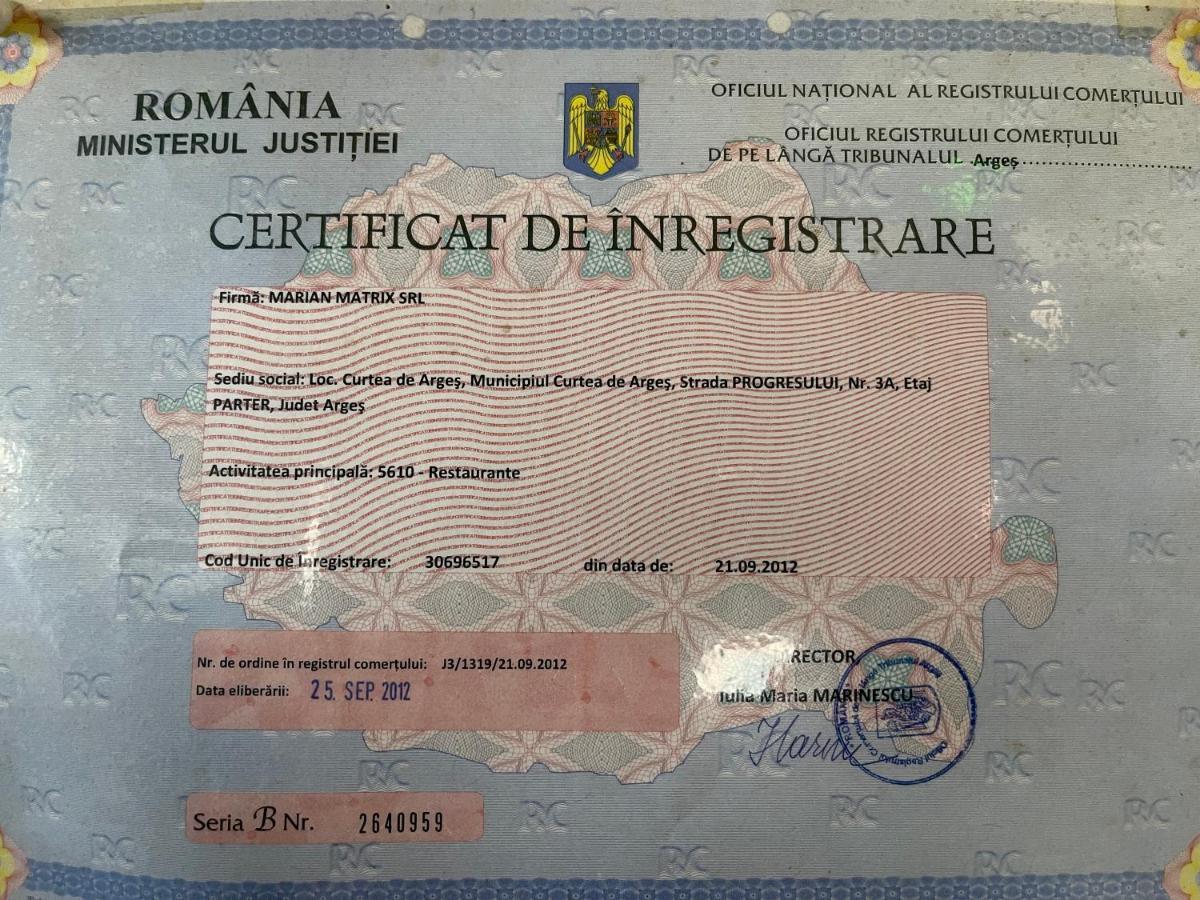 ROMÂNIA
MINISTERUL JUSTIȚIEI
OFICIUL NAȚIONAL AL REGISTRULUI COMERȚULUI
OFICIUL REGISTRULUI COMERȚULUI
DE PE LÂNGĂ TRIBUNALUL Argeș
CERTIFICAT DE ÎNREGISTRARE
Firmă: MARIAN MATRIX SRL
Sediu social: Loc. Curtea de Argeș, Municipiul Curtea de Argeș, Strada PROGRESULUI, Nr. 3A, Etaj
PARTER, Judet Argeș
Activitatea principală: 5610 - Restaurante
Cod Unic de Înregistrare: 30696517 din data de: 21.09.2012
Nr. de ordine în registrul comerțului: J3/1319/21.09.2012
Data eliberării: 25. SEP. 2012
DIRECTOR,
Iulia Maria MARINESCU
Seria B Nr. 2640959